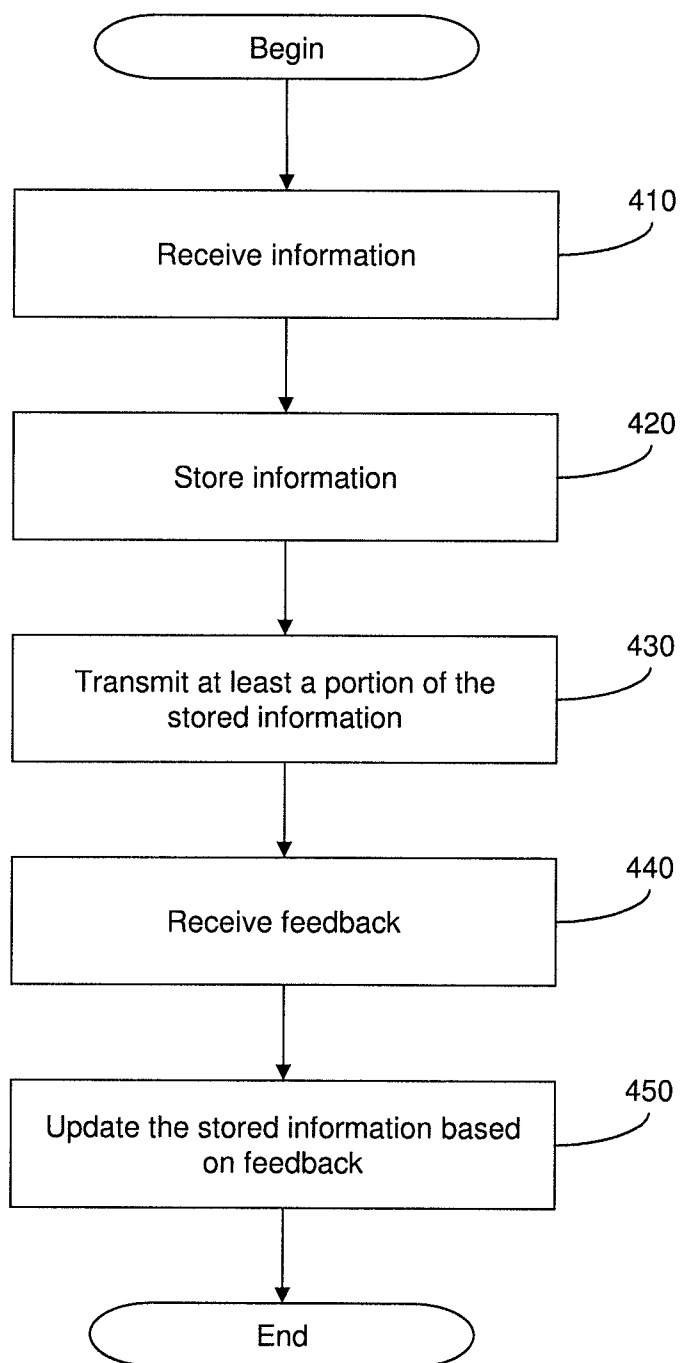 Begin
410
Receive information
420
Store information
430
Transmit at least a portion of the
stored information
440
Receive feedback
450
Update the stored information based
on feedback
End